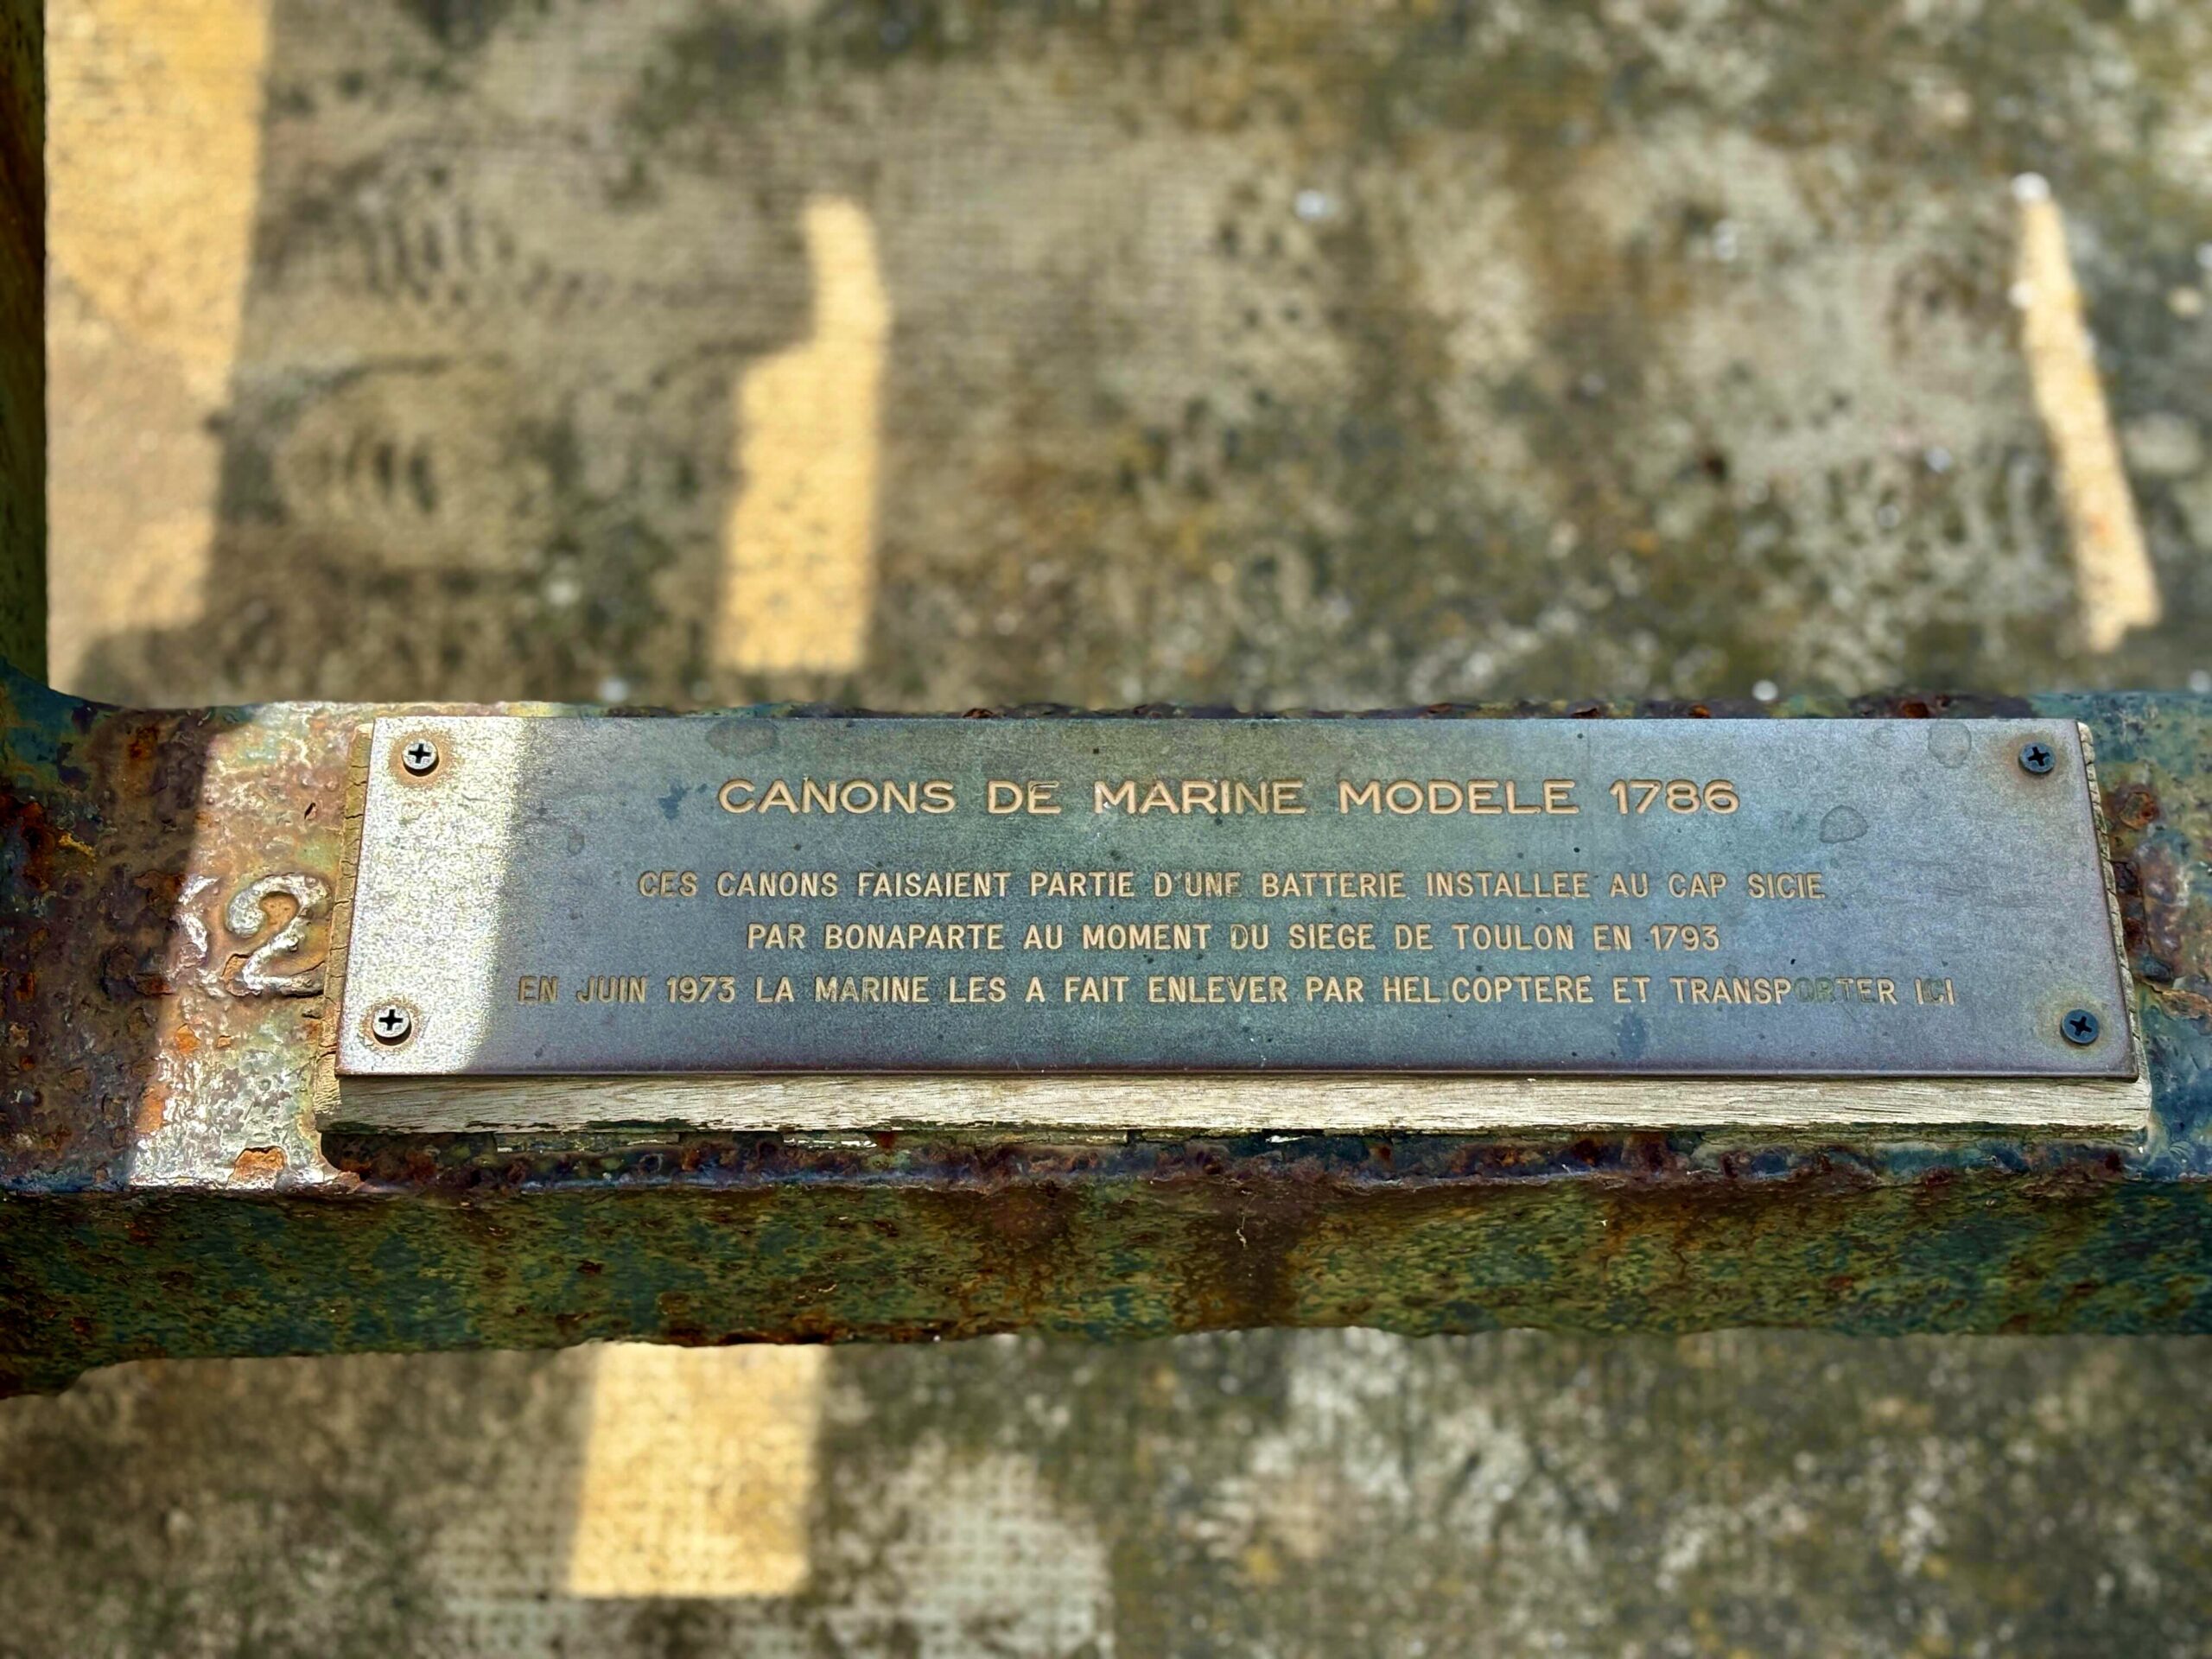 CANONS DE MARINE MODELE 1786
CES CANONS FAISAIENT PARTIE D'UNE BATTERIE INSTALLEE AU CAP SICIE
PAR BONAPARTE AU MOMENT DU SIEGE DE TOULON EN 1793
EN JUIN 1973 LA MARINE LES A FAIT ENLEVER PAR HELICOPTERE ET TRANSPORTER ICI
2